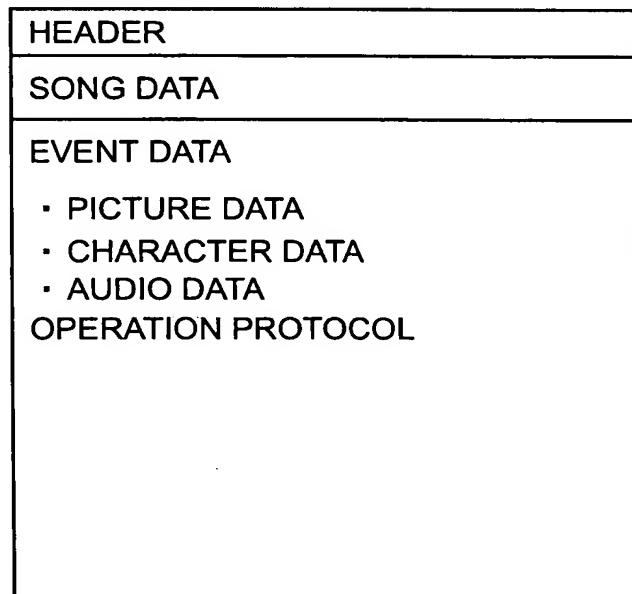 HEADER
SONG DATA
EVENT DATA
· PICTURE DATA
· CHARACTER DATA
· AUDIO DATA
OPERATION PROTOCOL